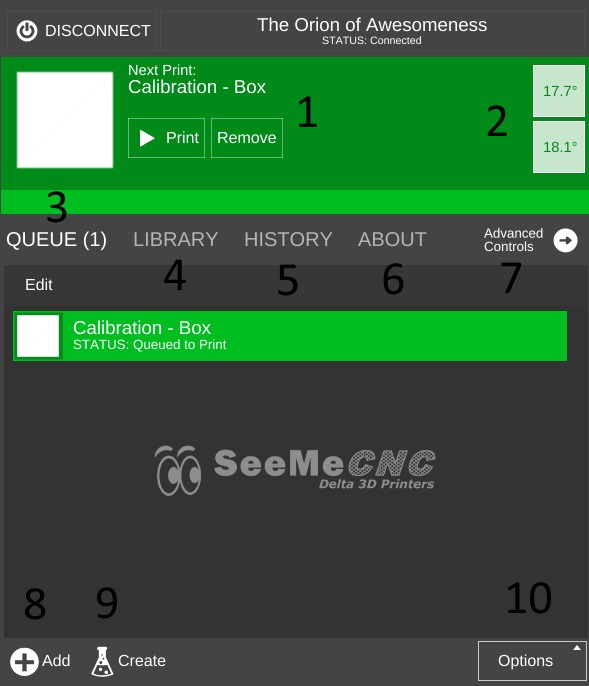 DISCONNECT
The Orion of Awesomeness
STATUS: Connected
Next Print:
Calibration - Box
1
2
17.7°
Print
Remove
18.1°
3
QUEUE (1)
LIBRARY
HISTORY
ABOUT
Advanced
Controls
4
5
6
7
Edit
Calibration - Box
STATUS: Queued to Print
SeeMeCNC
Delta 3D Printers
8
9
10
Add
Create
Options